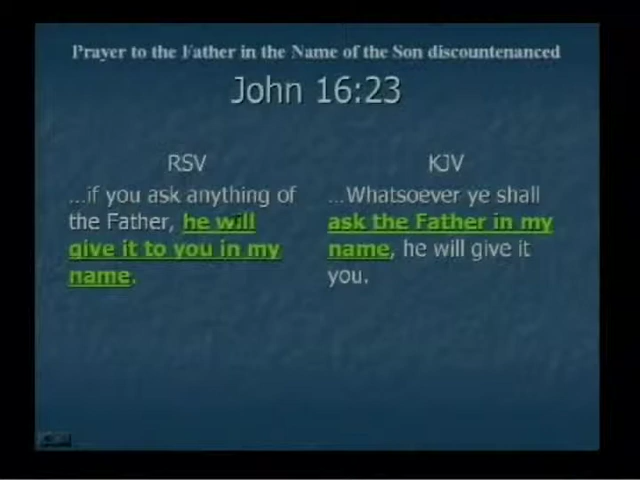 Prayer to the Father in the Name of the Son discountenanced
John 16:23
RSV
...if you ask anything of
the Father, he will
give it to you in my
name.
KJV
...Whatsoever ye shall
ask the Father in my
name, he will give it
you.